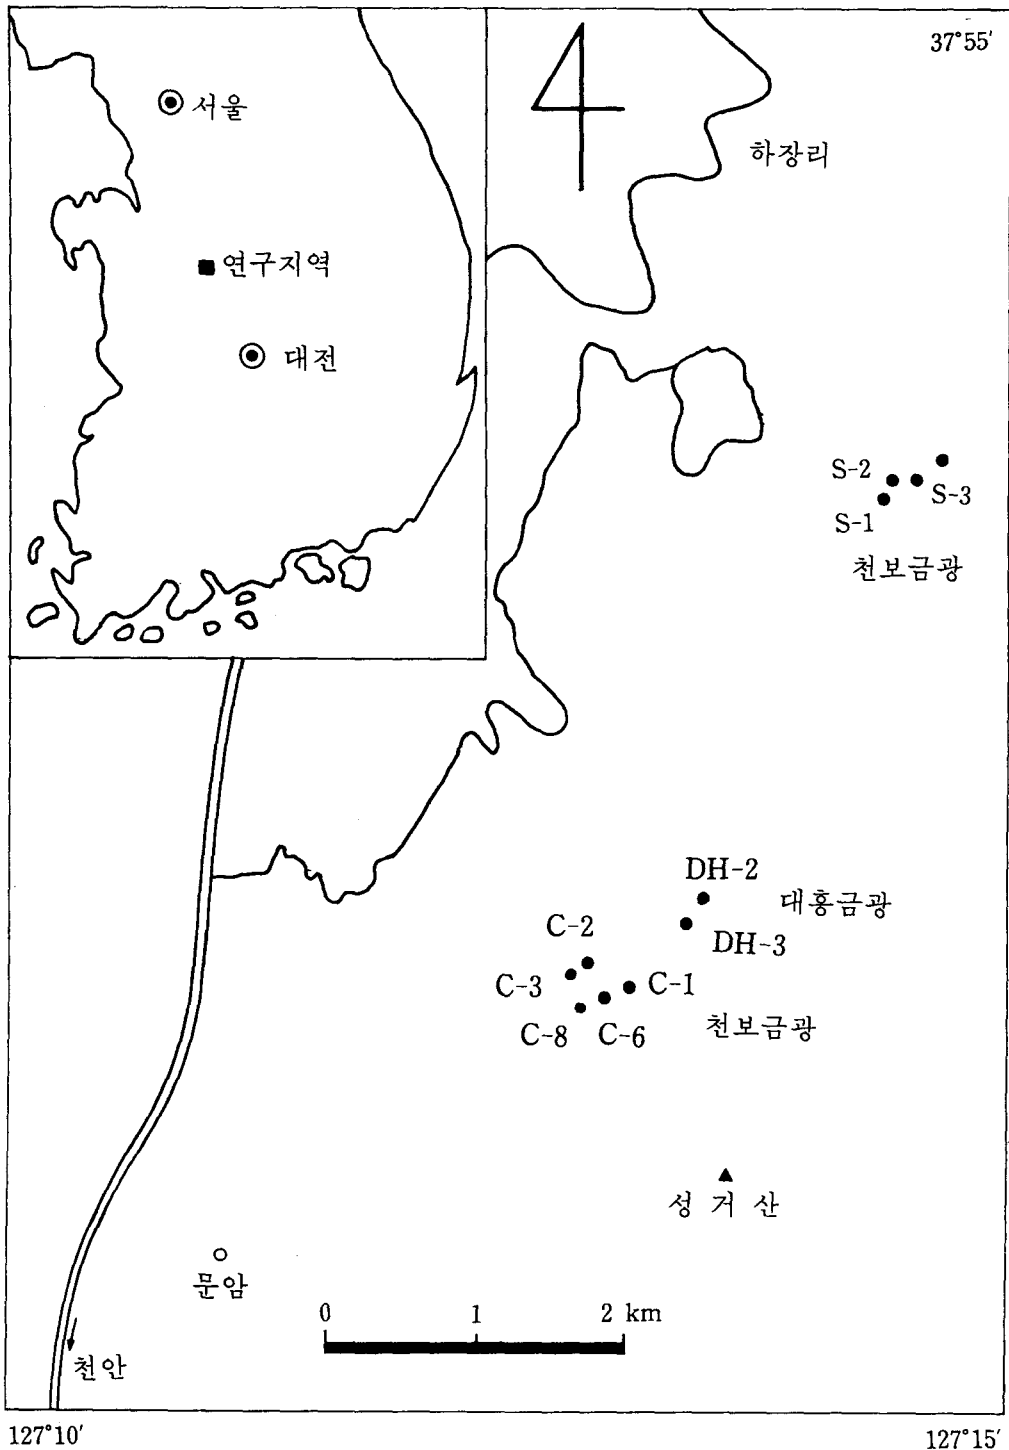 37°55′
서울
하장리
연구지역
대전
S-2
S-3
S-1
천보금광
DH-2
대흥금광
C-2
DH-3
C-3
C-1
천보금광
C-8
C-6
성거산
문암
0 1 2 km
천안
127°10′
127°15′